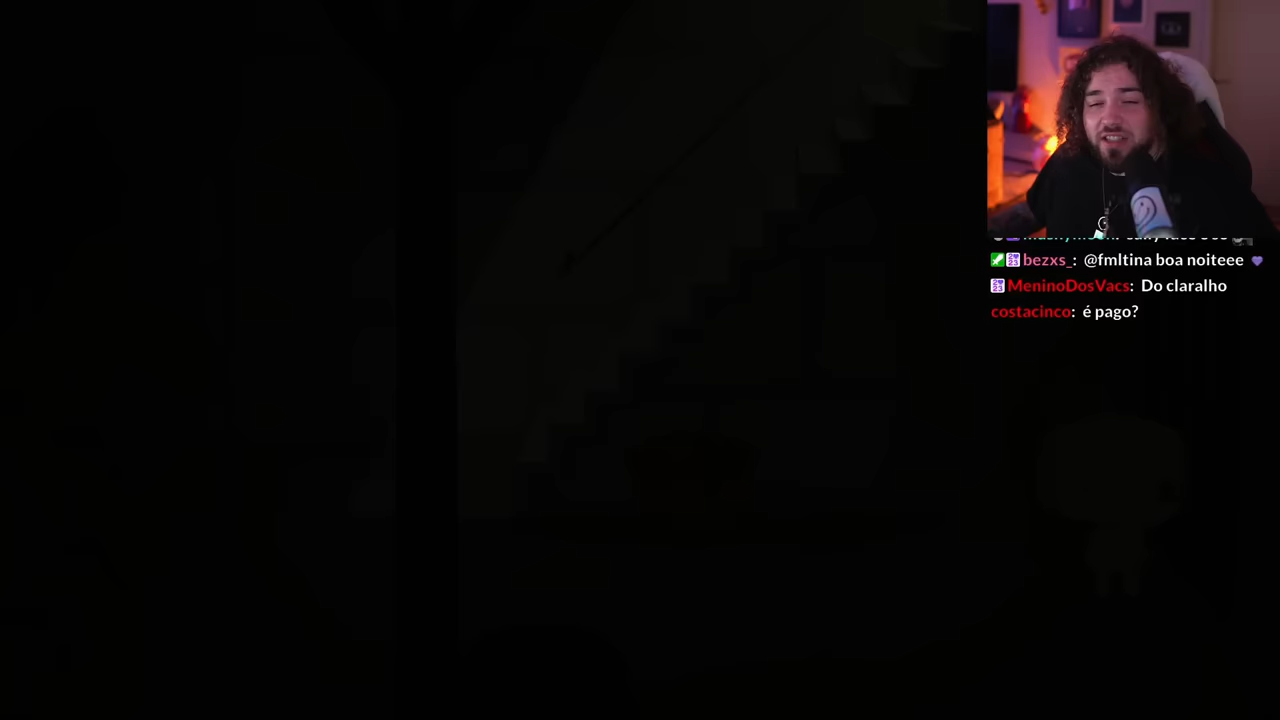 bezxs_: @fmltina boa noiteee
MeninoDosVacs: Do claralho
costacinco: é pago?